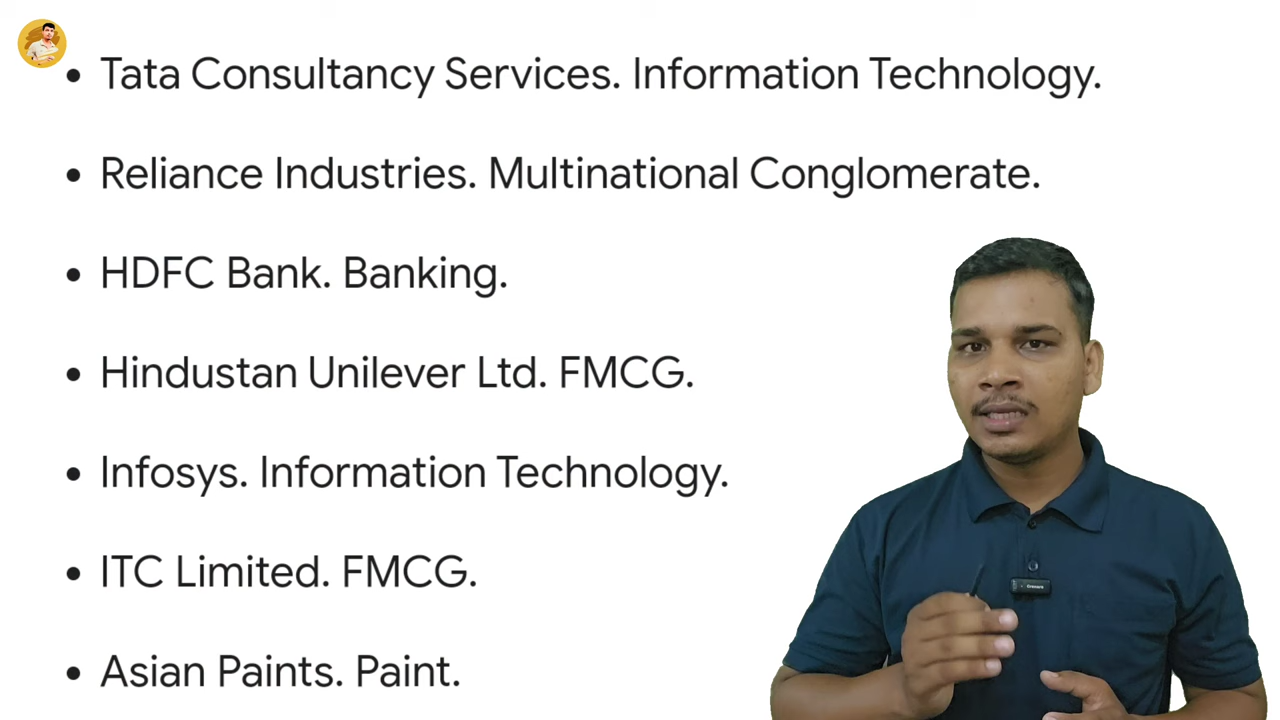 • Tata Consultancy Services. Information Technology.
• Reliance Industries. Multinational Conglomerate.
• HDFC Bank. Banking.
• Hindustan Unilever Ltd. FMCG.
• Infosys. Information Technology.
• ITC Limited. FMCG.
• Asian Paints. Paint.